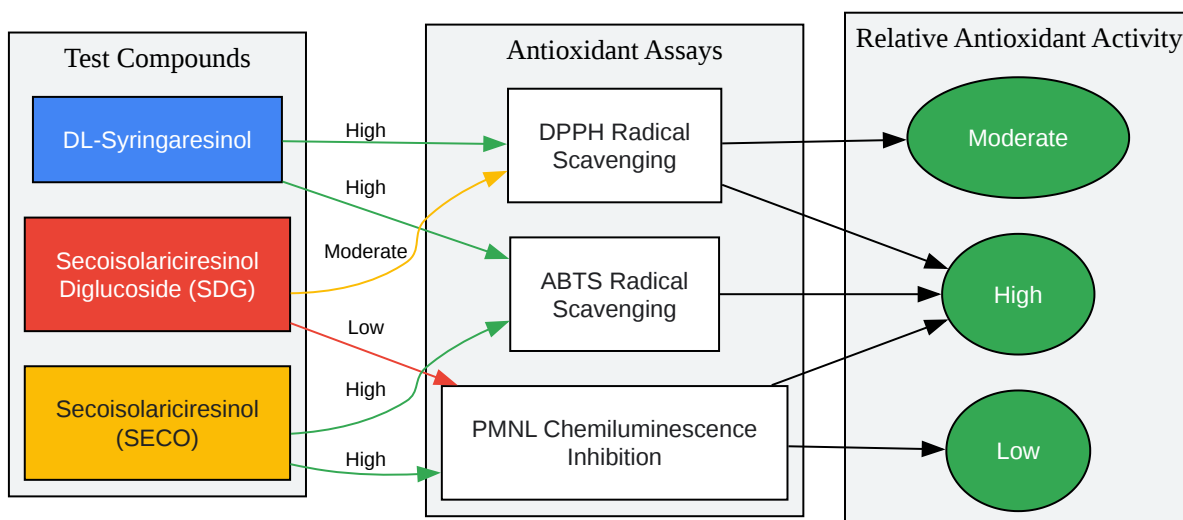 Test Compounds
DL-Syringaresinol
Secoisolariciresinol
Diglucoside (SDG)
Secoisolariciresinol
(SECO)
High
High
Moderate
Low
High
High
Antioxidant Assays
DPPH Radical
Scavenging
ABTS Radical
Scavenging
PMNL Chemiluminescence
Inhibition
Relative Antioxidant Activity
Moderate
High
Low